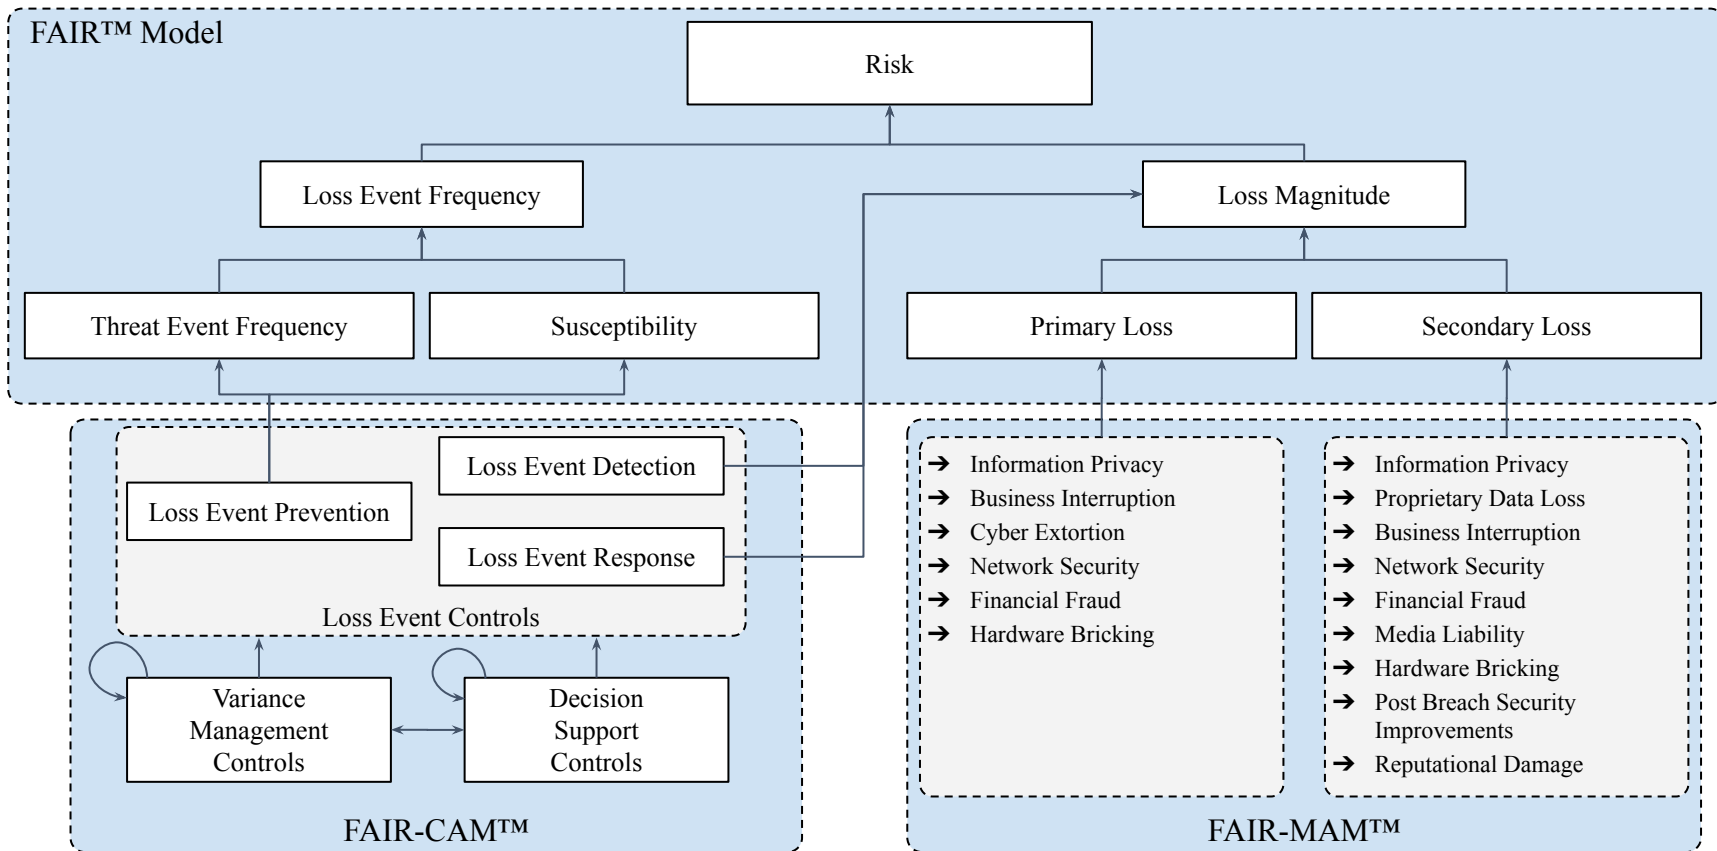 FAIR™ Model
Risk
Loss Event Frequency
Loss Magnitude
Threat Event Frequency
Susceptibility
Primary Loss
Secondary Loss
Loss Event Detection
Loss Event Prevention
Loss Event Response
Loss Event Controls
Variance
Management
Controls
Decision
Support
Controls
FAIR-CAM™
➔ Information Privacy
➔ Business Interruption
➔ Cyber Extortion
➔ Network Security
➔ Financial Fraud
➔ Hardware Bricking
➔ Information Privacy
➔ Proprietary Data Loss
➔ Business Interruption
➔ Network Security
➔ Financial Fraud
➔ Media Liability
➔ Hardware Bricking
➔ Post Breach Security
Improvements
➔ Reputational Damage
FAIR-MAM™